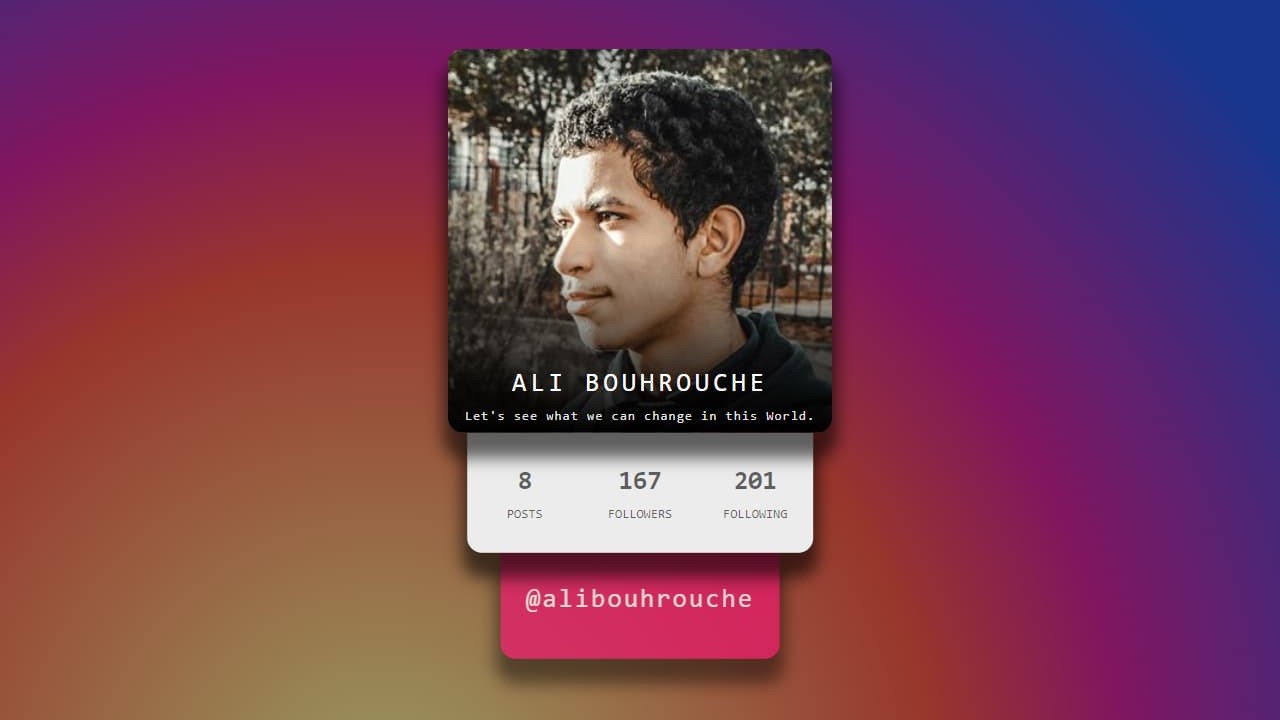 ALI BOUHROUCHE
Let's see what we can change in this World.
8 167 201
POSTS FOLLOWERS FOLLOWING
@alibouhrouche